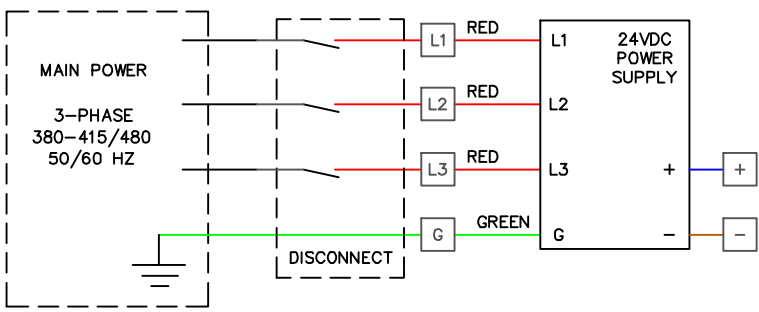 MAIN POWER
3-PHASE
380-415/480
50/60 HZ
DISCONNECT
L1
RED
L1
L2
RED
L2
L3
RED
L3
G
GREEN
G
24VDC
POWER
SUPPLY
+
+
-
-